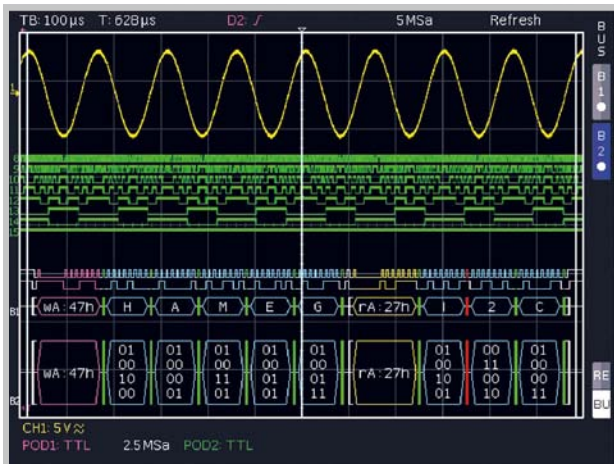 TB: 100µs T: 628µs D2: 5MSa Refresh
BUS
B1
B2
1
B1 wA:47h H A M E G rA:27h I 2 C
01 01 01 01 01 01 00 01
00 00 00 00 00 00 11 00
wA:47h 10 00 11 01 01 rA:27h 10 00 00
00 01 01 01 11 01 10 11
B2
RE
BU
CH1: 5V
POD1: TTL 2.5MSa POD2: TTL